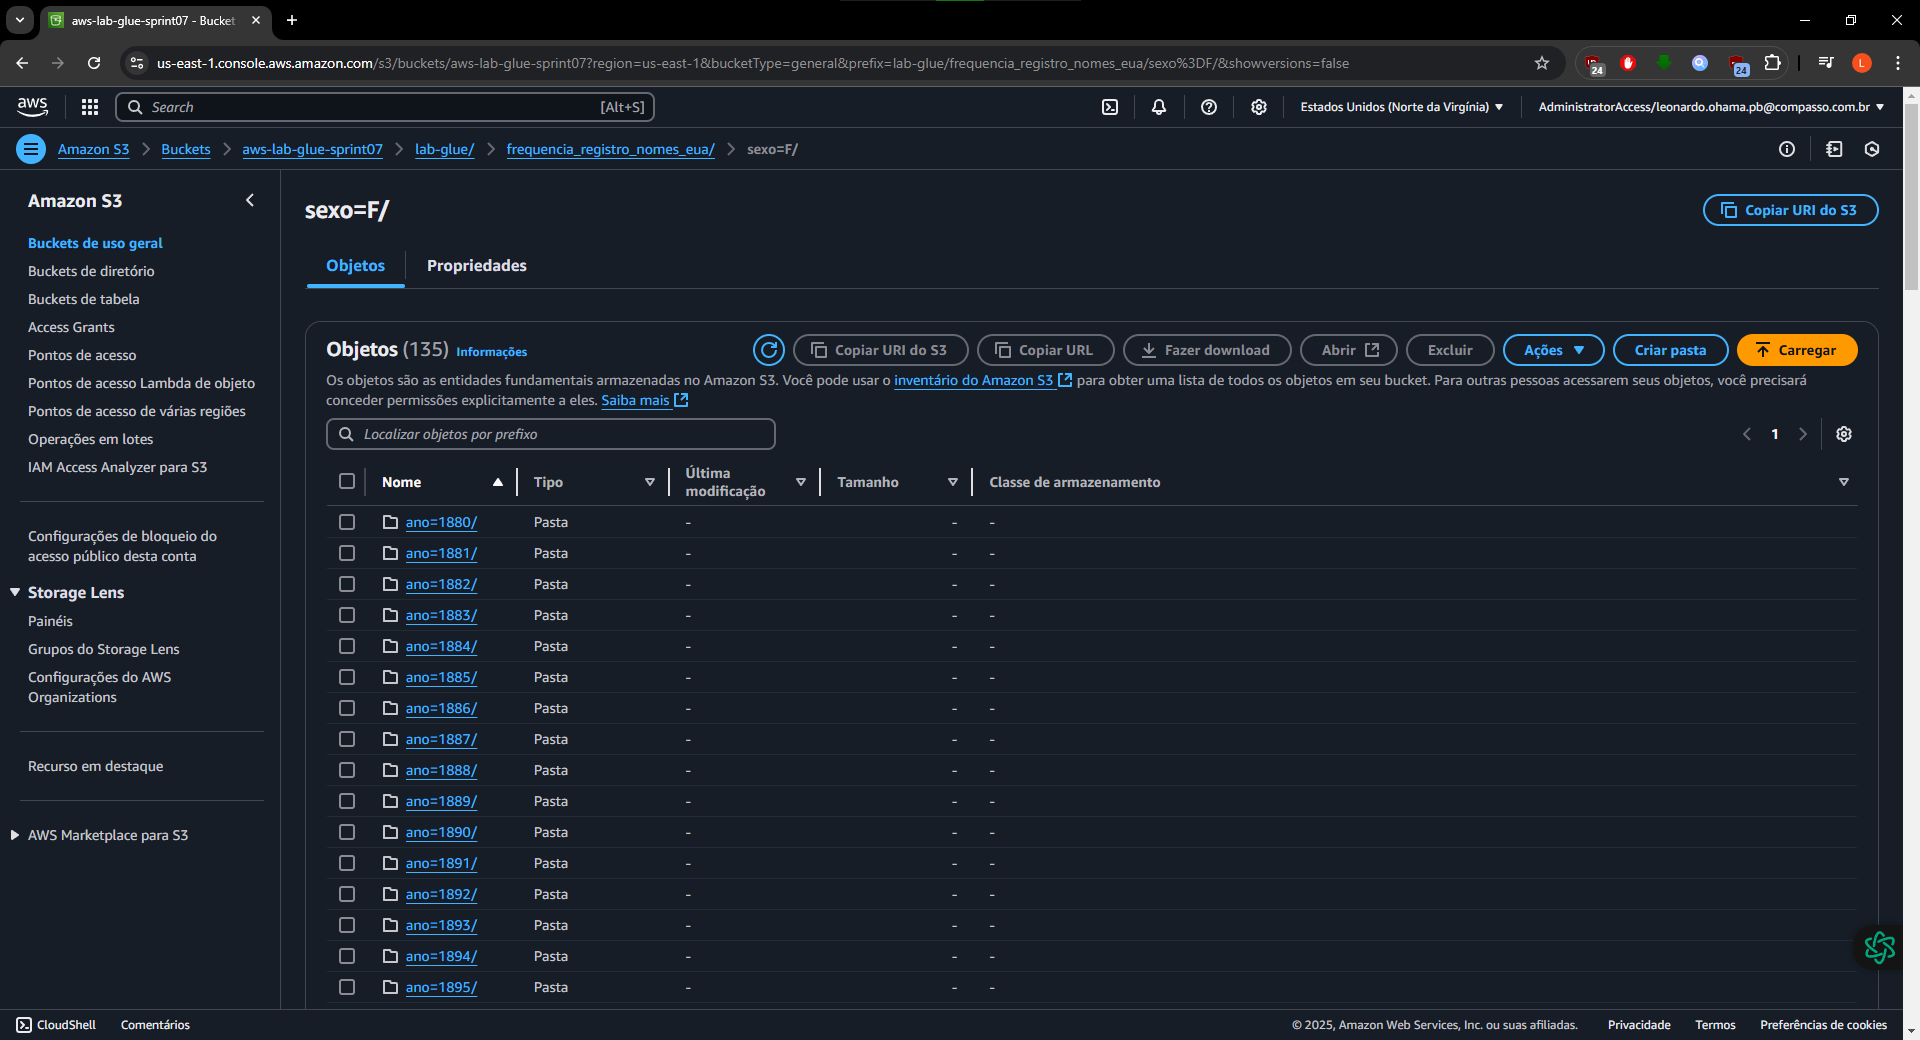 aws-lab-glue-sprint07 - Bucket
us-east-1.console.aws.amazon.com/s3/buckets/aws-lab-glue-sprint07?region=us-east-1&bucketType=general&prefix=lab-glue/frequencia_registro_nomes_eua/sexo%3DF/&showversions=false
24
24
L
aws
Search
[Alt+S]
Estados Unidos (Norte da Virgínia)
AdministratorAccess/leonardo.ohama.pb@compasso.com.br
Amazon S3
Buckets
aws-lab-glue-sprint07
lab-glue/
frequencia_registro_nomes_eua/
sexo=F/
Amazon S3
Buckets de uso geral
Buckets de diretório
Buckets de tabela
Access Grants
Pontos de acesso
Pontos de acesso Lambda de objeto
Pontos de acesso de várias regiões
Operações em lotes
IAM Access Analyzer para S3
Configurações de bloqueio do
acesso público desta conta
Storage Lens
Painéis
Grupos do Storage Lens
Configurações do AWS
Organizations
Recurso em destaque
AWS Marketplace para S3
sexo=F/
Copiar URI do S3
Objetos
Propriedades
Objetos (135) Informações
Copiar URI do S3
Copiar URL
Fazer download
Abrir
Excluir
Ações
Criar pasta
Carregar
Os objetos são as entidades fundamentais armazenadas no Amazon S3. Você pode usar o inventário do Amazon S3 para obter uma lista de todos os objetos em seu bucket. Para outras pessoas acessarem seus objetos, você precisará
conceder permissões explicitamente a eles. Saiba mais
Localizar objetos por prefixo
1
Nome Tipo Última modificação Tamanho Classe de armazenamento
ano=1880/ Pasta - - -
ano=1881/ Pasta - - -
ano=1882/ Pasta - - -
ano=1883/ Pasta - - -
ano=1884/ Pasta - - -
ano=1885/ Pasta - - -
ano=1886/ Pasta - - -
ano=1887/ Pasta - - -
ano=1888/ Pasta - - -
ano=1889/ Pasta - - -
ano=1890/ Pasta - - -
ano=1891/ Pasta - - -
ano=1892/ Pasta - - -
ano=1893/ Pasta - - -
ano=1894/ Pasta - - -
ano=1895/ Pasta - - -
CloudShell
Comentários
© 2025, Amazon Web Services, Inc. ou suas afiliadas.
Privacidade
Termos
Preferências de cookies